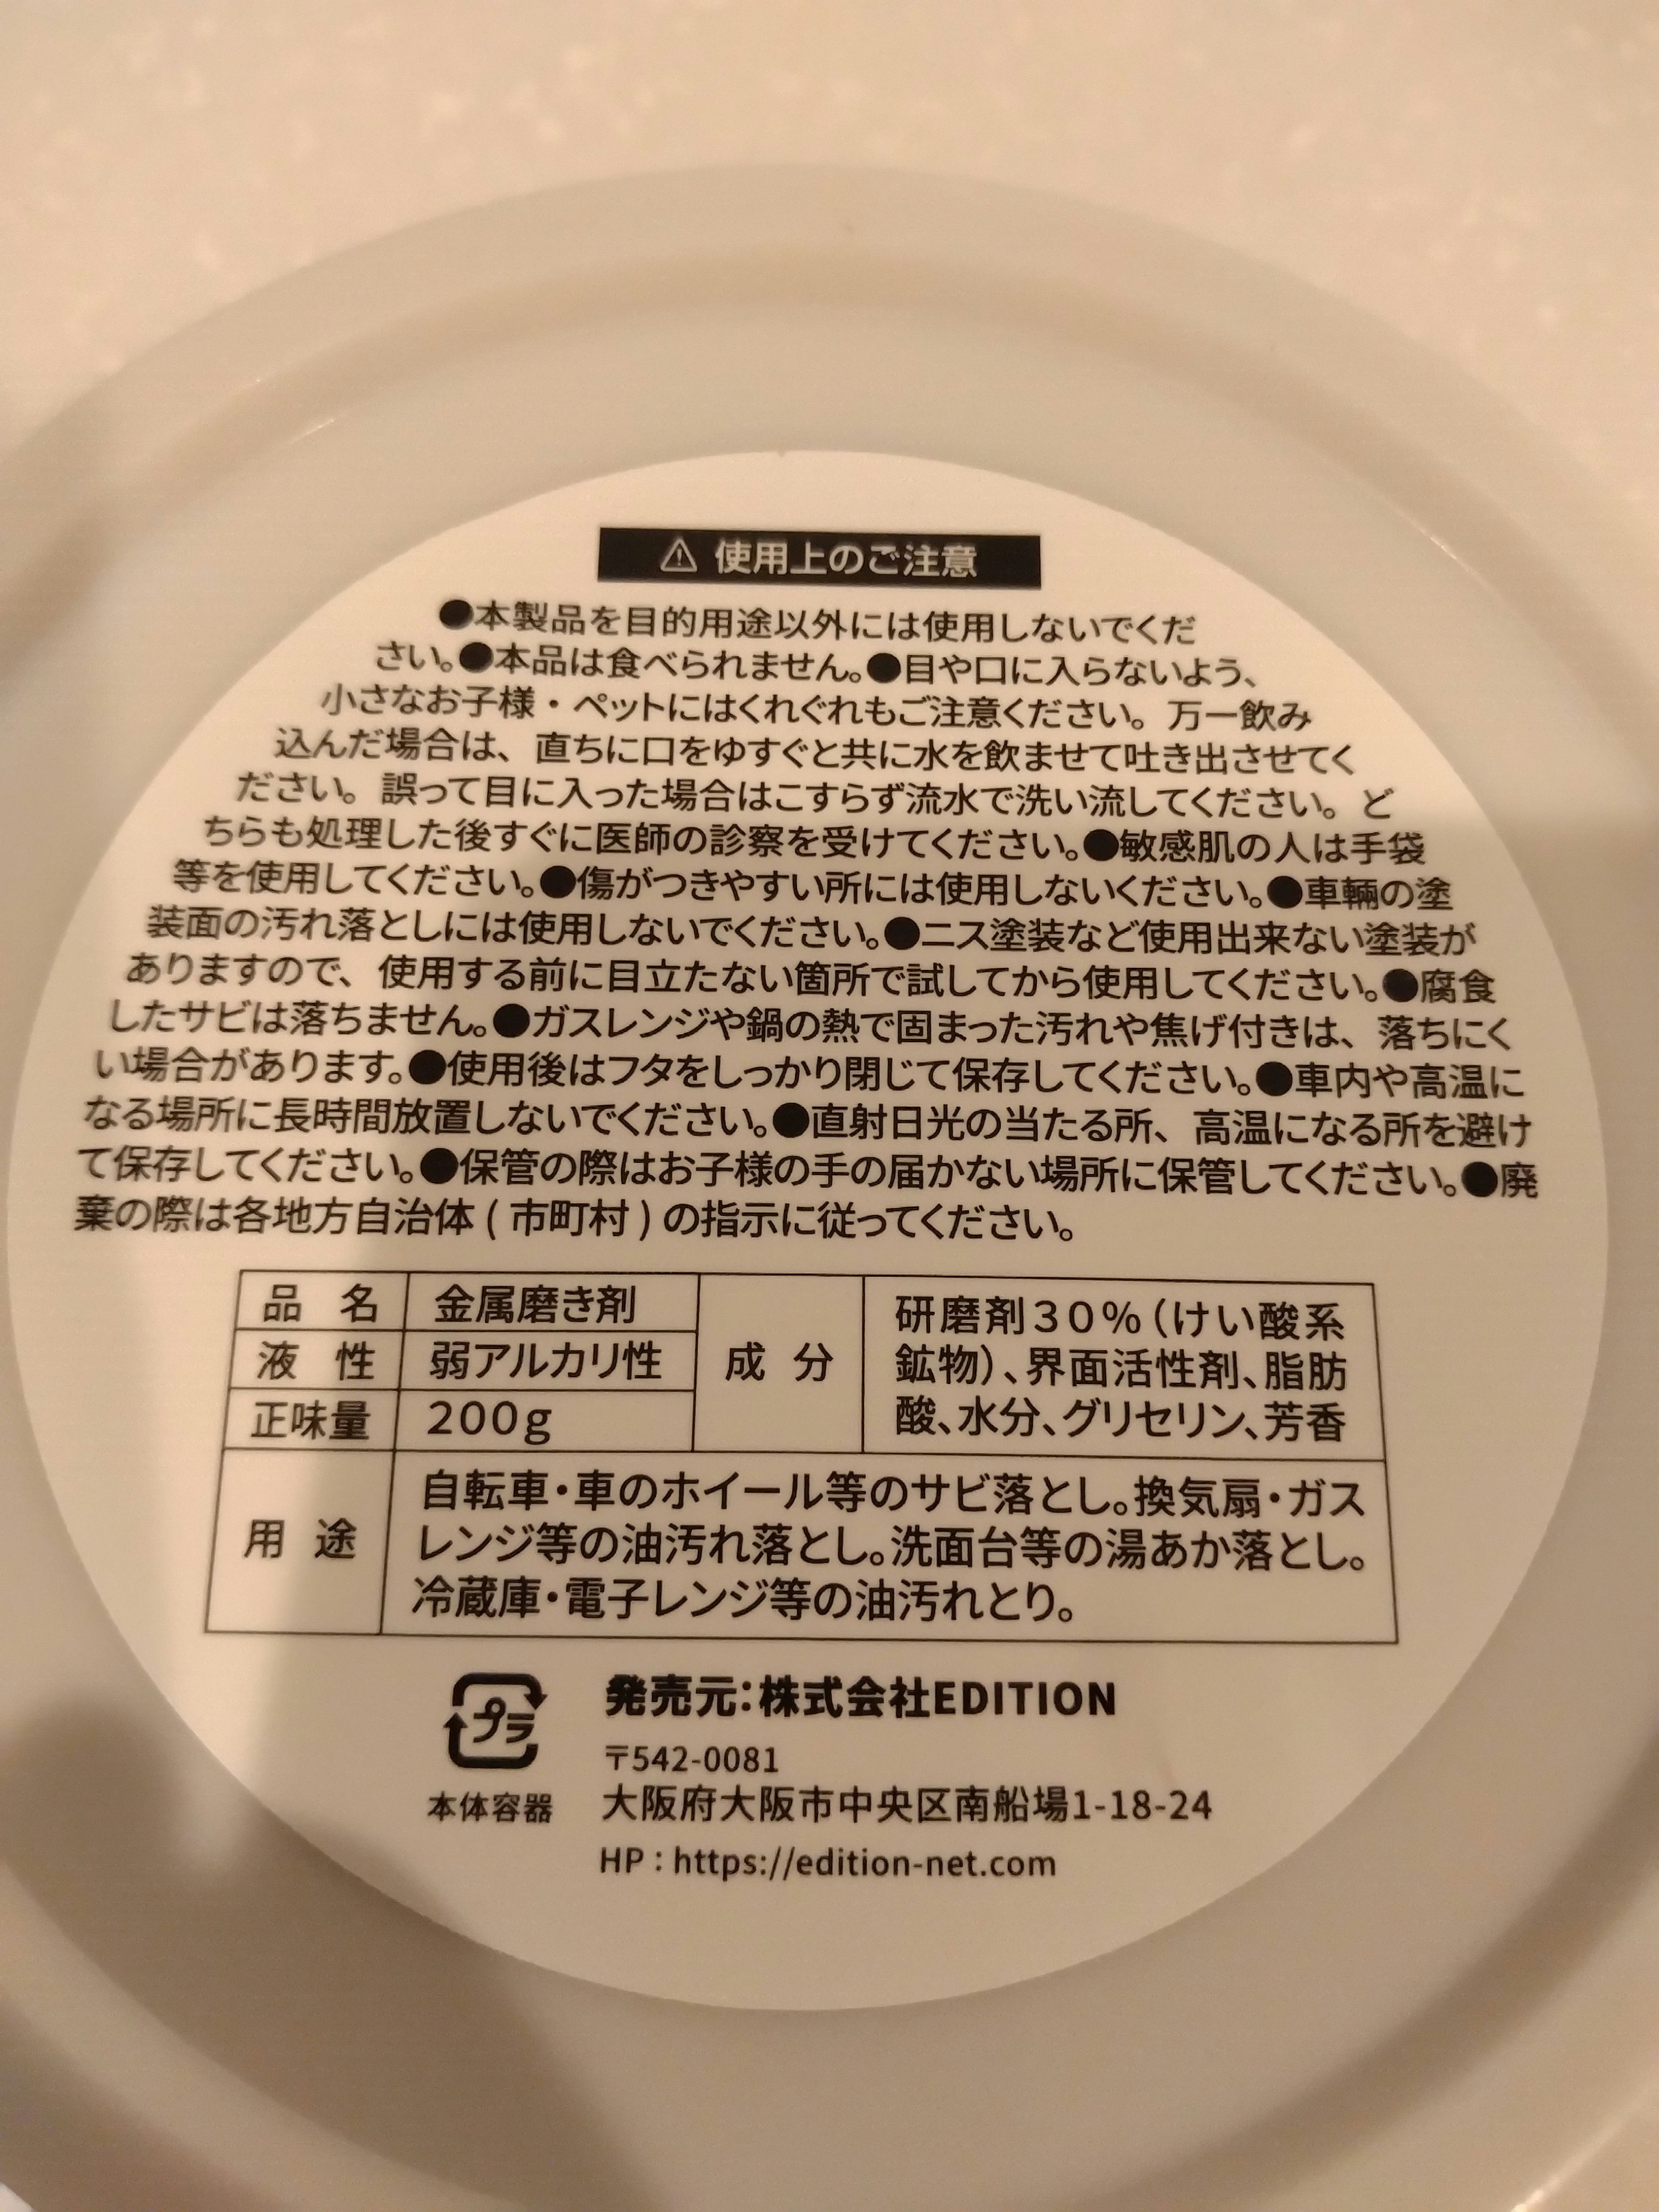 ⚠ 使用上のご注意
●本製品を目的用途以外には使用しないでくだ
さい。●本品は食べられません。●目や口に入らないよう、
小さなお子様・ペットにはくれぐれもご注意ください。万一飲み
込んだ場合は、直ちに口をゆすぐと共に水を飲ませて吐き出させてく
ださい。誤って目に入った場合はこすらず流水で洗い流してください。ど
ちらも処理した後すぐに医師の診察を受けてください。●敏感肌の人は手袋
等を使用してください。●傷がつきやすい所には使用しないください。●車輛の塗
装面の汚れ落としには使用しないでください。●ニス塗装など使用出来ない塗装が
ありますので、使用する前に目立たない箇所で試してから使用してください。●腐食
したサビは落ちません。●ガスレンジや鍋の熱で固まった汚れや焦げ付きは、落ちにく
い場合があります。●使用後はフタをしっかり閉じて保存してください。●車内や高温に
なる場所に長時間放置しないでください。●直射日光の当たる所、高温になる所を避け
て保存してください。●保管の際はお子様の手の届かない場所に保管してください。●廃
棄の際は各地方自治体(市町村)の指示に従ってください。
品名 金属磨き剤
液性 弱アルカリ性
正味量 200g
成分 研磨剤30%(けい酸系
鉱物)、界面活性剤、脂肪
酸、水分、グリセリン、芳香
用途 自転車・車のホイール等のサビ落とし。換気扇・ガス
レンジ等の油汚れ落とし。洗面台等の湯あか落とし。
冷蔵庫・電子レンジ等の油汚れとり。
プラ
本体容器
発売元:株式会社EDITION
〒542-0081
大阪府大阪市中央区南船場1-18-24
HP : https://edition-net.com